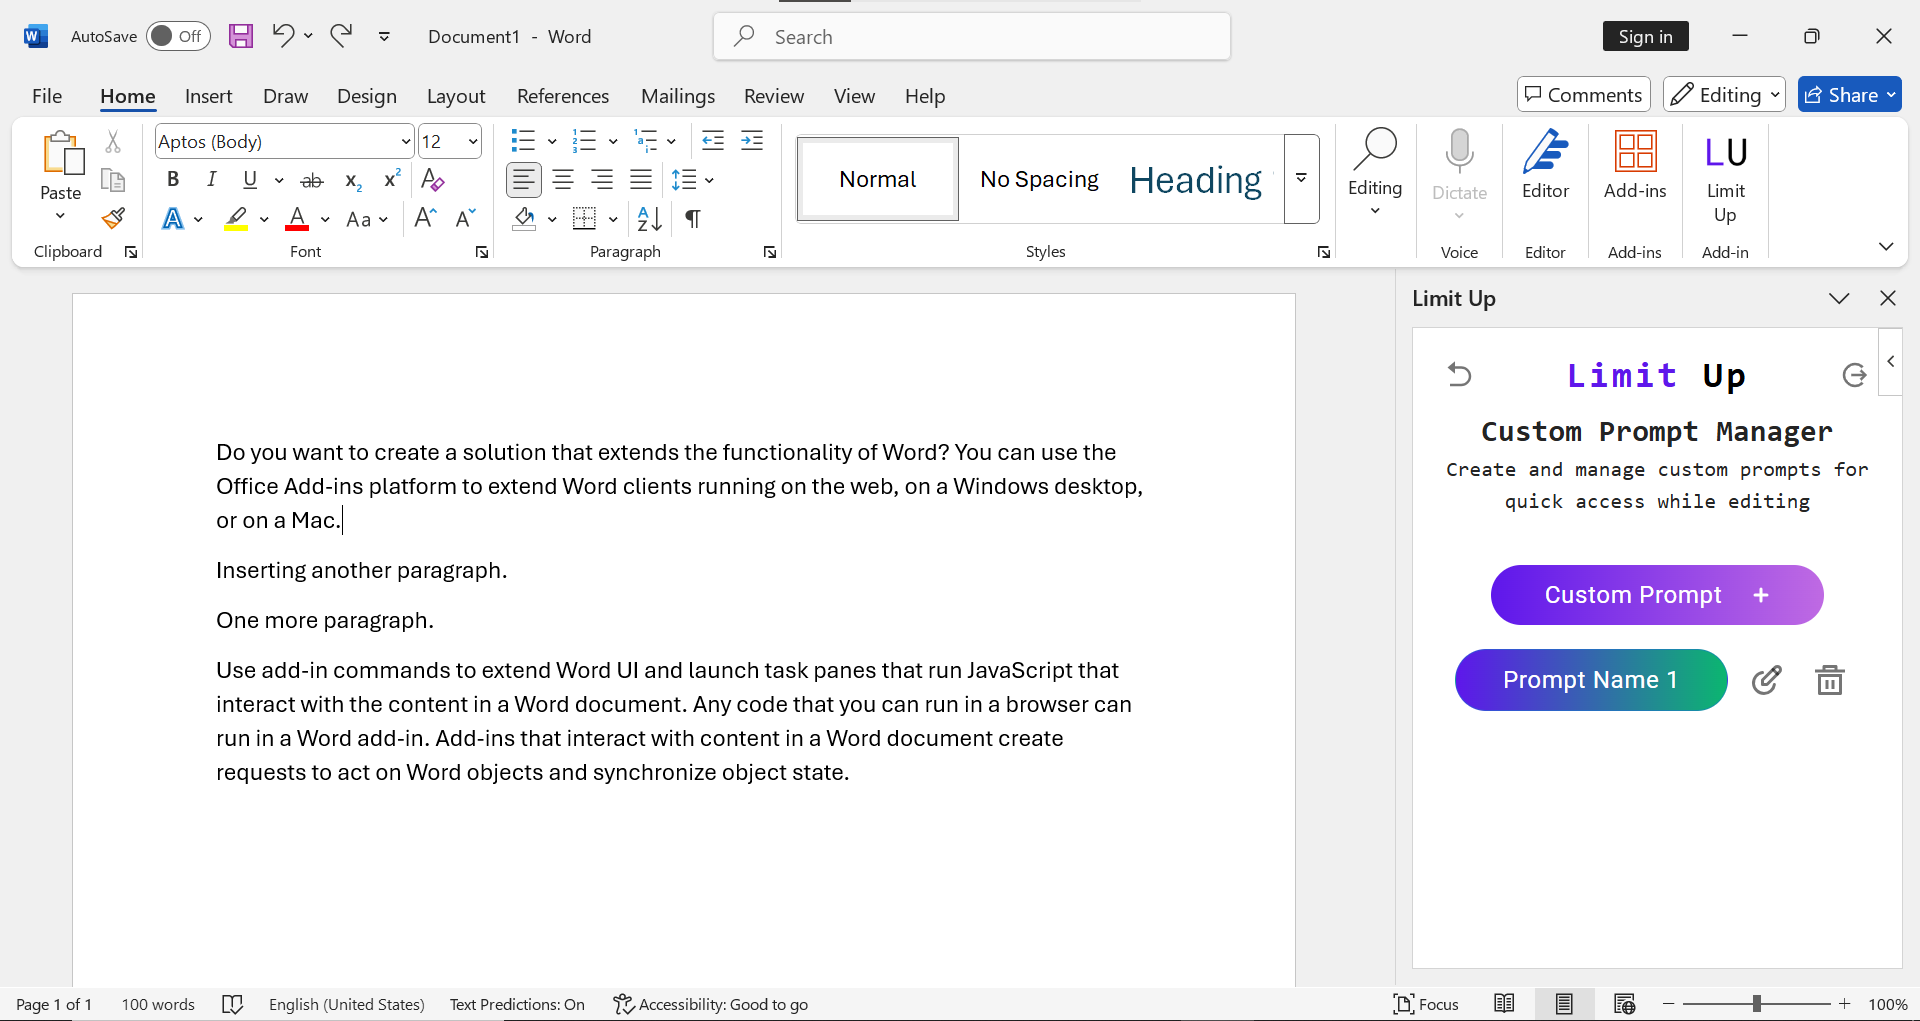 AutoSave Off Document1 - Word Search Sign in
File Home Insert Draw Design Layout References Mailings Review View Help Comments Editing Share
Aptos (Body) 12
Paste
Normal No Spacing Heading
Editing Dictate Editor Add-ins LU Limit Up
Clipboard Font Paragraph Styles Voice Editor Add-ins Add-in
Limit Up
Limit Up
Custom Prompt Manager
Create and manage custom prompts for
quick access while editing
Custom Prompt +
Prompt Name 1
Do you want to create a solution that extends the functionality of Word? You can use the
Office Add-ins platform to extend Word clients running on the web, on a Windows desktop,
or on a Mac.
Inserting another paragraph.
One more paragraph.
Use add-in commands to extend Word UI and launch task panes that run JavaScript that
interact with the content in a Word document. Any code that you can run in a browser can
run in a Word add-in. Add-ins that interact with content in a Word document create
requests to act on Word objects and synchronize object state.
Page 1 of 1 100 words English (United States) Text Predictions: On Accessibility: Good to go Focus 100%